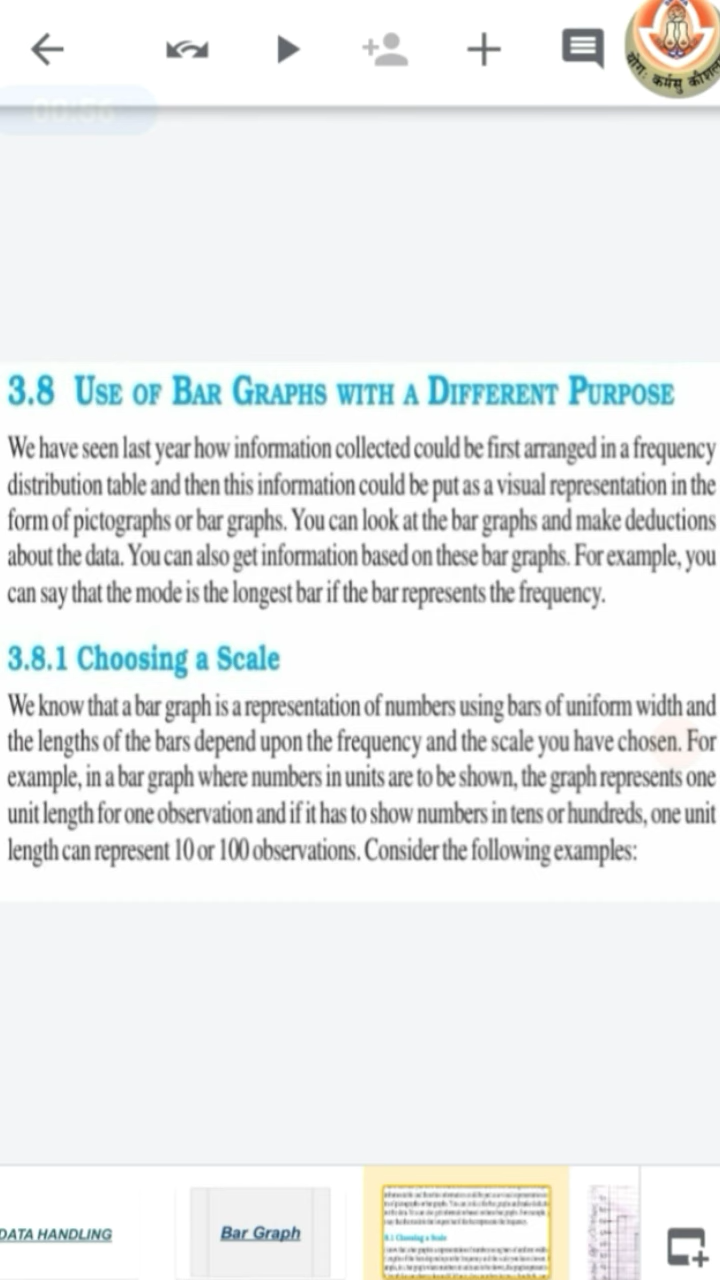 योगः कर्मसु कौशल
00:56
3.8 USE OF BAR GRAPHS WITH A DIFFERENT PURPOSE
We have seen last year how information collected could be first arranged in a frequency
distribution table and then this information could be put as a visual representation in the
form of pictographs or bar graphs. You can look at the bar graphs and make deductions
about the data. You can also get information based on these bar graphs. For example, you
can say that the mode is the longest bar if the bar represents the frequency.
3.8.1 Choosing a Scale
We know that a bar graph is a representation of numbers using bars of uniform width and
the lengths of the bars depend upon the frequency and the scale you have chosen. For
example, in a bar graph where numbers in units are to be shown, the graph represents one
unit length for one observation and if it has to show numbers in tens or hundreds, one unit
length can represent 10 or 100 observations. Consider the following examples:
DATA HANDLING
Bar Graph